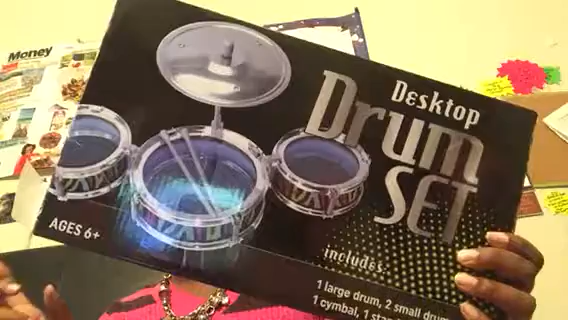 Money
Desktop
Drum
SET
AGES 6+
includes:
1 large drum, 2 small drum
1 cymbal, 1